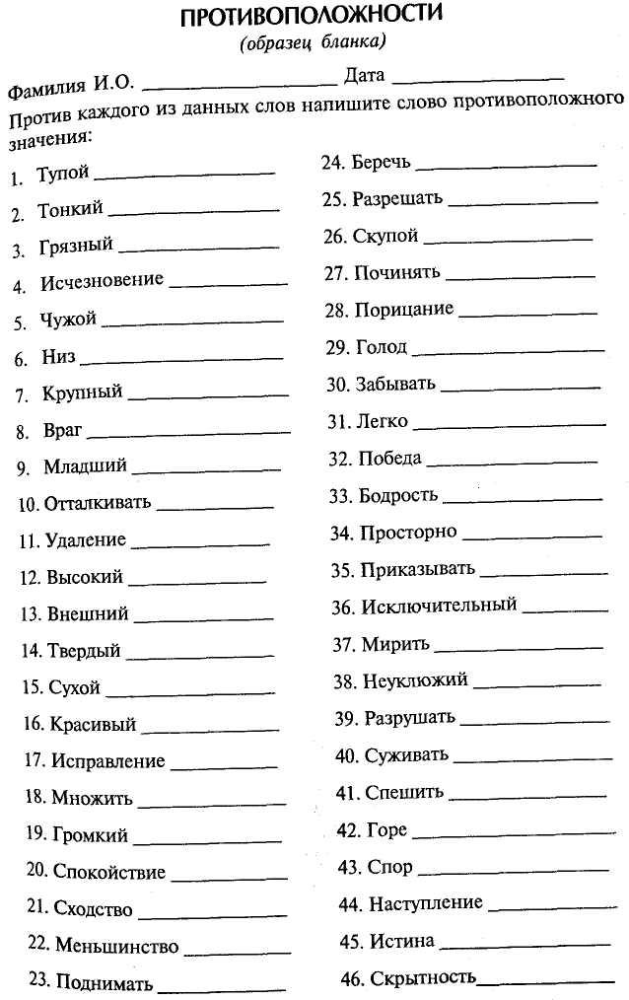 ПРОТИВОПОЛОЖНОСТИ
(образец бланка)
Фамилия И.О. ____________ Дата ____________
Против каждого из данных слов напишите слово противоположного
значения:
1. Тупой ____________
2. Тонкий ____________
3. Грязный ____________
4. Исчезновение ____________
5. Чужой ____________
6. Низ ____________
7. Крупный ____________
8. Враг ____________
9. Младший ____________
10. Отталкивать ____________
11. Удаление ____________
12. Высокий ____________
13. Внешний ____________
14. Твердый ____________
15. Сухой ____________
16. Красивый ____________
17. Исправление ____________
18. Множить ____________
19. Громкий ____________
20. Спокойствие ____________
21. Сходство ____________
22. Меньшинство ____________
23. Поднимать ____________
24. Беречь ____________
25. Разрешать ____________
26. Скупой ____________
27. Починять ____________
28. Порицание ____________
29. Голод ____________
30. Забывать ____________
31. Легко ____________
32. Победа ____________
33. Бодрость ____________
34. Просторно ____________
35. Приказывать ____________
36. Исключительный ____________
37. Мирить ____________
38. Неуклюжий ____________
39. Разрушать ____________
40. Суживать ____________
41. Спешить ____________
42. Горе ____________
43. Спор ____________
44. Наступление ____________
45. Истина ____________
46. Скрытность____________